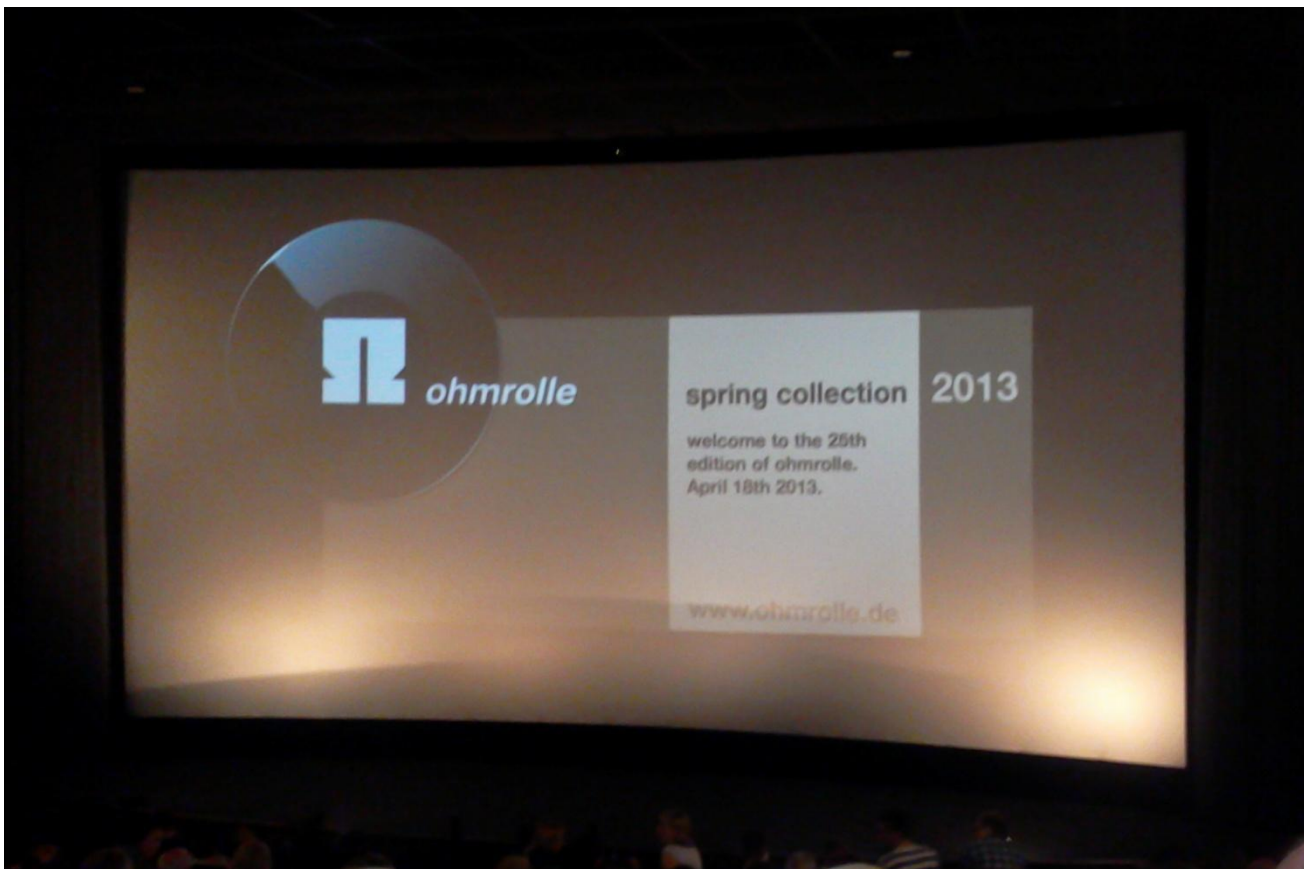 ohmrolle
spring collection
2013
welcome to the 25th
edition of ohmrolle.
April 18th 2013.
www.ohmrolle.de